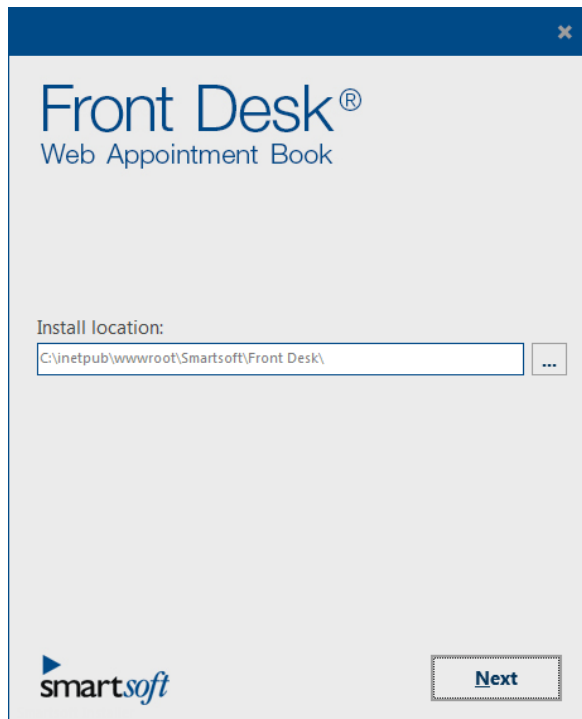 Front Desk®
Web Appointment Book
Install location:
C:\inetpub\wwwroot\Smartsoft\Front Desk\
...
smartsoft
Next